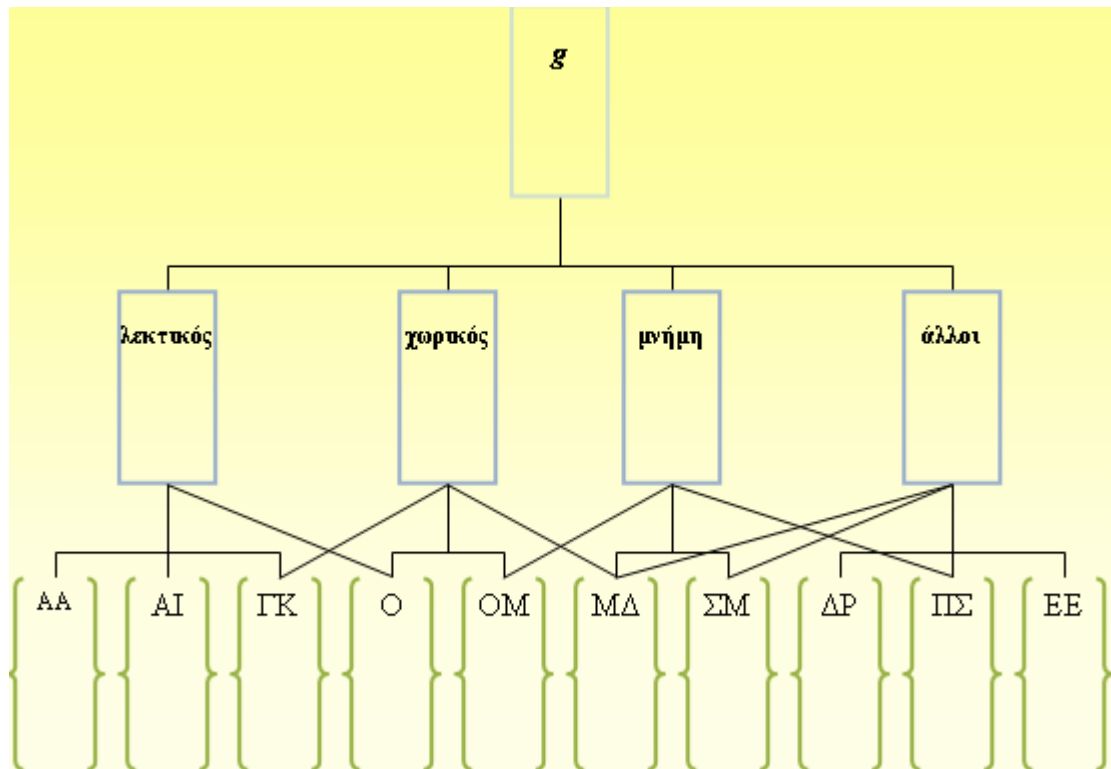 g
λεκτικός
χωρικός
μνήμη
άλλοι
ΑΑ
ΑΙ
ΓΚ
Ο
ΟΜ
ΜΔ
ΣΜ
ΔΡ
ΠΣ
ΕΕ